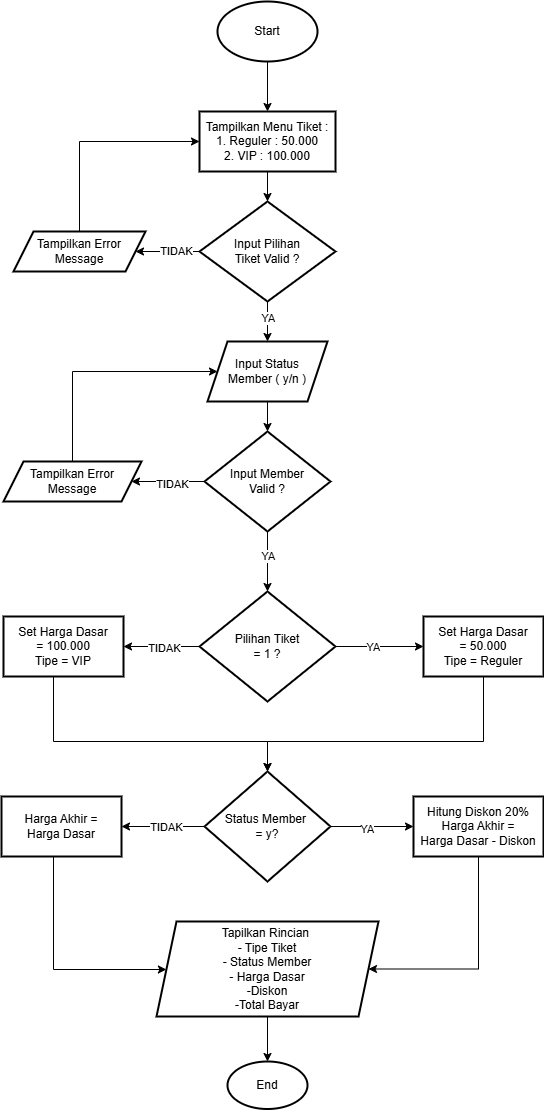 Start
Tampilkan Menu Tiket :
1. Reguler : 50.000
2. VIP : 100.000
Input Pilihan
Tiket Valid ?
TIDAK
Tampilkan Error
Message
YA
Input Status
Member ( y/n )
Input Member
Valid ?
TIDAK
Tampilkan Error
Message
YA
Pilihan Tiket
= 1 ?
TIDAK
YA
Set Harga Dasar
= 100.000
Tipe = VIP
Set Harga Dasar
= 50.000
Tipe = Reguler
Status Member
= y?
TIDAK
YA
Harga Akhir =
Harga Dasar
Hitung Diskon 20%
Harga Akhir =
Harga Dasar - Diskon
Tapilkan Rincian
- Tipe Tiket
- Status Member
- Harga Dasar
-Diskon
-Total Bayar
End